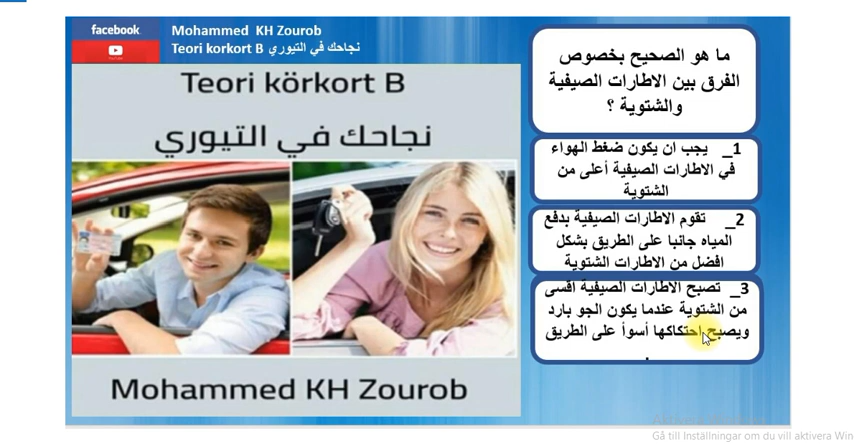 facebook
YouTube
Mohammed KH Zourob
Teori korkort B نجاحك في التيوري
Teori körkort B
نجاحك في التيوري
Mohammed KH Zourob
ما هو الصحيح بخصوص
الفرق بين الاطارات الصيفية
والشتوية ؟
1_ يجب ان يكون ضغط الهواء
في الاطارات الصيفية أعلى من
الشتوية
2_ تقوم الاطارات الصيفية بدفع
المياه جانبا على الطريق بشكل
افضل من الاطارات الشتوية
3_ تصبح الاطارات الصيفية اقسى
من الشتوية عندما يكون الجو بارد
ويصبح احتكاكها أسوأ على الطريق
.
Gå till Inställningar om du vill aktivera Win